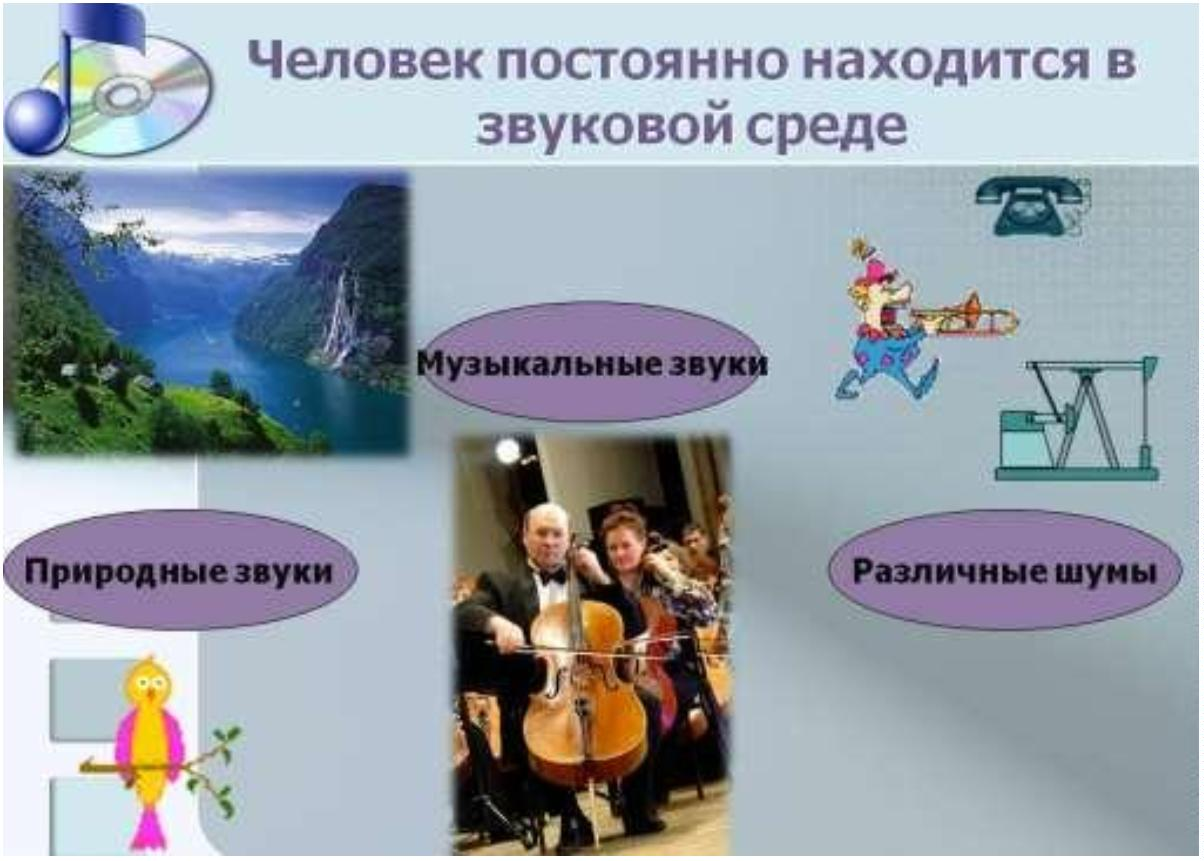 Человек постоянно находится в
звуковой среде
Музыкальные звуки
Природные звуки
Различные шумы